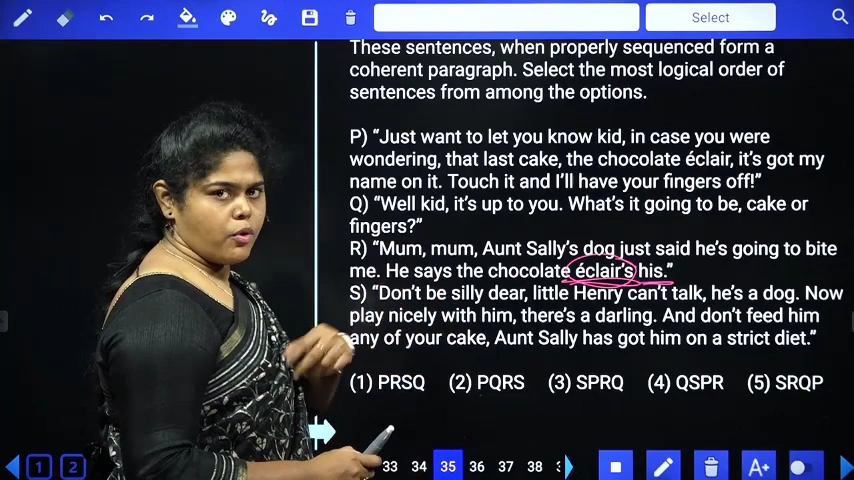 Select
These sentences, when properly sequenced form a
coherent paragraph. Select the most logical order of
sentences from among the options.
P) “Just want to let you know kid, in case you were
wondering, that last cake, the chocolate éclair, it’s got my
name on it. Touch it and I’ll have your fingers off!”
Q) “Well kid, it’s up to you. What’s it going to be, cake or
fingers?”
R) “Mum, mum, Aunt Sally’s dog just said he’s going to bite
me. He says the chocolate éclair’s his.”
S) “Don’t be silly dear, little Henry can’t talk, he’s a dog. Now
play nicely with him, there’s a darling. And don’t feed him
any of your cake, Aunt Sally has got him on a strict diet.”
(1) PRSQ (2) PQRS (3) SPRQ (4) QSPR (5) SRQP
1 2 33 34 35 36 37 38 A+